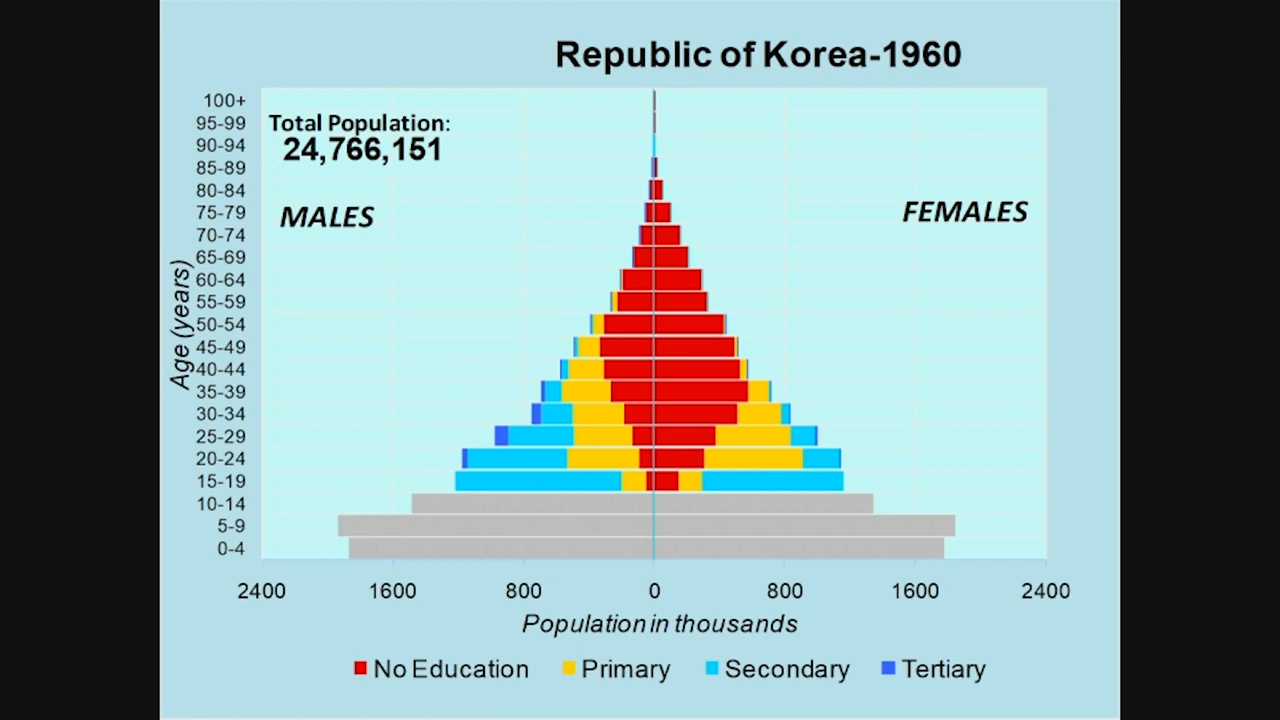 Republic of Korea-1960
Total Population:
24,766,151
MALES
FEMALES
Age (years)
100+
95-99
90-94
85-89
80-84
75-79
70-74
65-69
60-64
55-59
50-54
45-49
40-44
35-39
30-34
25-29
20-24
15-19
10-14
5-9
0-4
2400 1600 800 0 800 1600 2400
Population in thousands
No Education Primary Secondary Tertiary